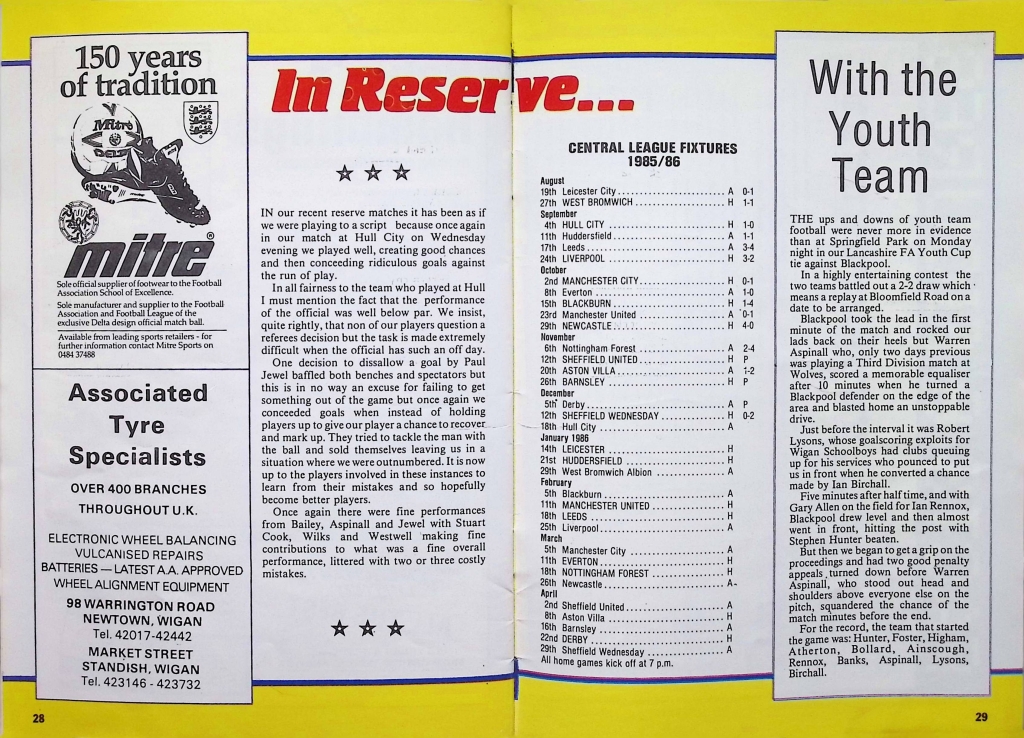 150 years
of tradition
Mitre
DELTA
mitre®
Sole official supplier of footwear to the Football
Association School of Excellence.
Sole manufacturer and supplier to the Football
Association and Football League of the
exclusive Delta design official match ball.
Available from leading sports retailers - for
further information contact Mitre Sports on
0484 37488
Associated
Tyre
Specialists
OVER 400 BRANCHES
THROUGHOUT U.K.
ELECTRONIC WHEEL BALANCING
VULCANISED REPAIRS
BATTERIES — LATEST A.A. APPROVED
WHEEL ALIGNMENT EQUIPMENT
98 WARRINGTON ROAD
NEWTOWN, WIGAN
Tel. 42017-42442
MARKET STREET
STANDISH, WIGAN
Tel. 423146 - 423732
28
In Reserve...
IN our recent reserve matches it has been as if
we were playing to a script because once again
in our match at Hull City on Wednesday
evening we played well, creating good chances
and then conceeding ridiculous goals against
the run of play.
In all fairness to the team who played at Hull
I must mention the fact that the performance
of the official was well below par. We insist,
quite rightly, that non of our players question a
referees decision but the task is made extremely
difficult when the official has such an off day.
One decision to dissallow a goal by Paul
Jewel baffled both benches and spectators but
this is in no way an excuse for failing to get
something out of the game but once again we
conceeded goals when instead of holding
players up to give our player a chance to recover
and mark up. They tried to tackle the man with
the ball and sold themselves leaving us in a
situation where we were outnumbered. It is now
up to the players involved in these instances to
learn from their mistakes and so hopefully
become better players.
Once again there were fine performances
from Bailey, Aspinall and Jewel with Stuart
Cook, Wilks and Westwell making fine
contributions to what was a fine overall
performance, littered with two or three costly
mistakes.
CENTRAL LEAGUE FIXTURES
1985/86
August
19th Leicester City A 0-1
27th WEST BROMWICH H 1-1
September
4th HULL CITY H 1-0
11th Huddersfield A 1-1
17th Leeds A 3-4
24th LIVERPOOL H 3-2
October
2nd MANCHESTER CITY H 0-1
8th Everton A 1-0
15th BLACKBURN H 1-4
23rd Manchester United A 0-1
29th NEWCASTLE H 4-0
November
6th Nottingham Forest A 2-4
12th SHEFFIELD UNITED H P
20th ASTON VILLA A 1-2
26th BARNSLEY H P
December
5th Derby A P
12th SHEFFIELD WEDNESDAY H 0-2
18th Hull City A
January 1986
14th LEICESTER H
21st HUDDERSFIELD H
29th West Bromwich Albion A
February
5th Blackburn A
11th MANCHESTER UNITED H
18th LEEDS H
25th Liverpool A
March
5th Manchester City A
11th EVERTON H
18th NOTTINGHAM FOREST H
26th Newcastle A
April
2nd Sheffield United A
8th Aston Villa H
16th Barnsley A
22nd DERBY H
29th Sheffield Wednesday A
All home games kick off at 7 p.m.
With the
Youth
Team
THE ups and downs of youth team
football were never more in evidence
than at Springfield Park on Monday
night in our Lancashire FA Youth Cup
tie against Blackpool.
In a highly entertaining contest the
two teams battled out a 2-2 draw which
means a replay at Bloomfield Road on a
date to be arranged.
Blackpool took the lead in the first
minute of the match and rocked our
lads back on their heels but Warren
Aspinall who, only two days previous
was playing a Third Division match at
Wolves, scored a memorable equaliser
after 10 minutes when he turned a
Blackpool defender on the edge of the
area and blasted home an unstoppable
drive.
Just before the interval it was Robert
Lysons, whose goalscoring exploits for
Wigan Schoolboys had clubs queuing
up for his services who pounced to put
us in front when he converted a chance
made by Ian Birchall.
Five minutes after half time, and with
Gary Allen on the field for Ian Rennox,
Blackpool drew level and then almost
went in front, hitting the post with
Stephen Hunter beaten.
But then we began to get a grip on the
proceedings and had two good penalty
appeals turned down before Warren
Aspinall, who stood out head and
shoulders above everyone else on the
pitch, squandered the chance of the
match minutes before the end.
For the record, the team that started
the game was: Hunter, Foster, Higham,
Atherton, Bollard, Ainscough,
Rennox, Banks, Aspinall, Lysons,
Birchall.
29